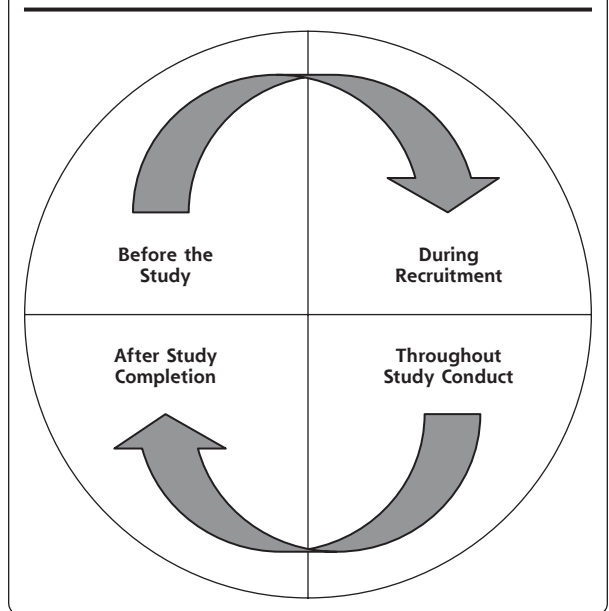 Before the
Study
During
Recruitment
After Study
Completion
Throughout
Study Conduct